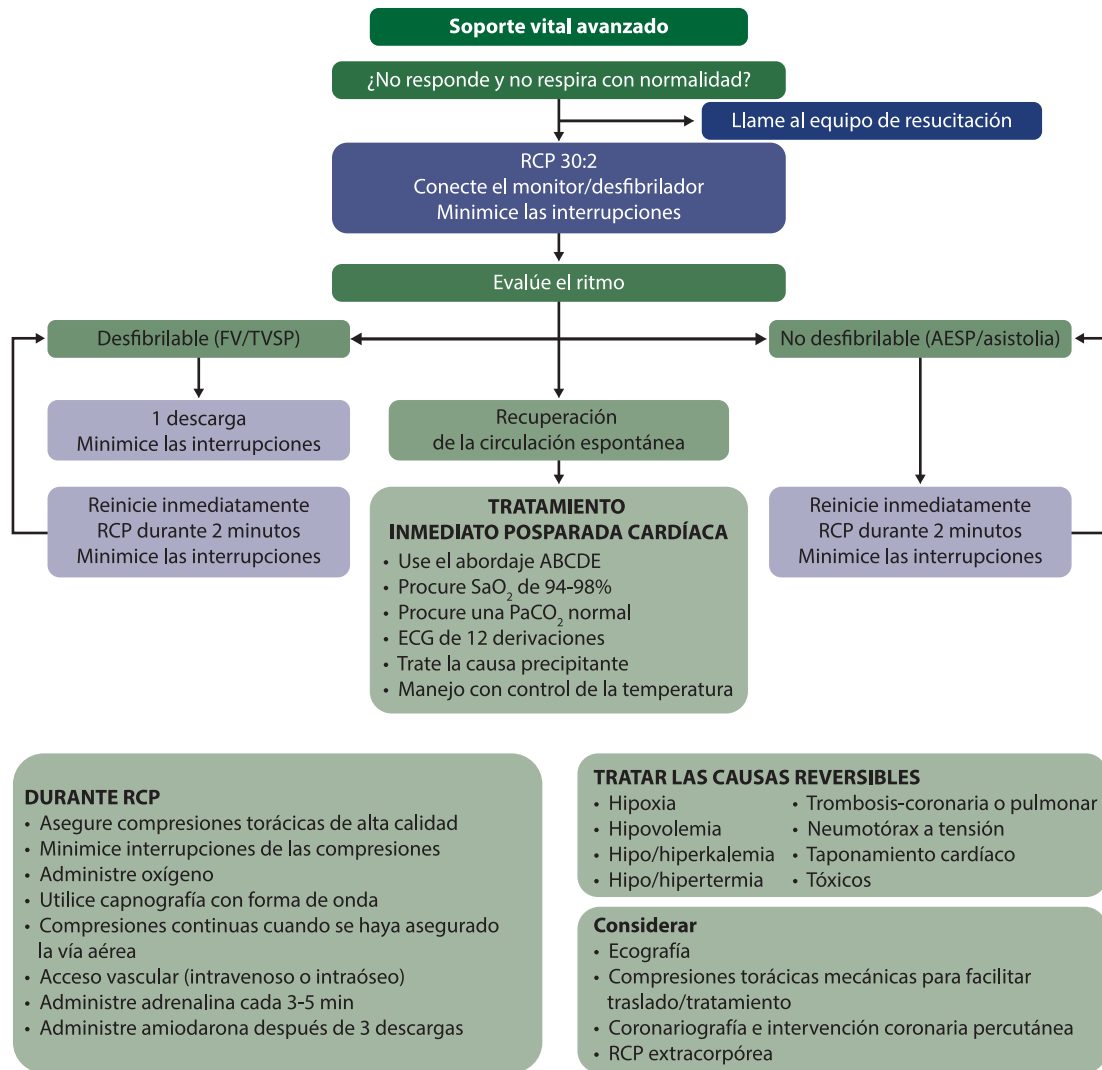 Soporte vital avanzado
¿No responde y no respira con normalidad?
Llame al equipo de resucitación
RCP 30:2
Conecte el monitor/desfibrilador
Minimice las interrupciones
Evalúe el ritmo
Desfibrilable (FV/TVSP)
No desfibrilable (AESP/asistolia)
1 descarga
Minimice las interrupciones
Recuperación
de la circulación espontánea
Reinicie inmediatamente
RCP durante 2 minutos
Minimice las interrupciones
TRATAMIENTO
INMEDIATO POSPARADA CARDÍACA
• Use el abordaje ABCDE
• Procure SaO₂ de 94-98%
• Procure una PaCO₂ normal
• ECG de 12 derivaciones
• Trate la causa precipitante
• Manejo con control de la temperatura
Reinicie inmediatamente
RCP durante 2 minutos
Minimice las interrupciones
DURANTE RCP
• Asegure compresiones torácicas de alta calidad
• Minimice interrupciones de las compresiones
• Administre oxígeno
• Utilice capnografía con forma de onda
• Compresiones continuas cuando se haya asegurado
la vía aérea
• Acceso vascular (intravenoso o intraóseo)
• Administre adrenalina cada 3-5 min
• Administre amiodarona después de 3 descargas
TRATAR LAS CAUSAS REVERSIBLES
• Hipoxia
• Hipovolemia
• Hipo/hiperkalemia
• Hipo/hipertermia
• Trombosis-coronaria o pulmonar
• Neumotórax a tensión
• Taponamiento cardíaco
• Tóxicos
Considerar
• Ecografía
• Compresiones torácicas mecánicas para facilitar
traslado/tratamiento
• Coronariografía e intervención coronaria percutánea
• RCP extracorpórea